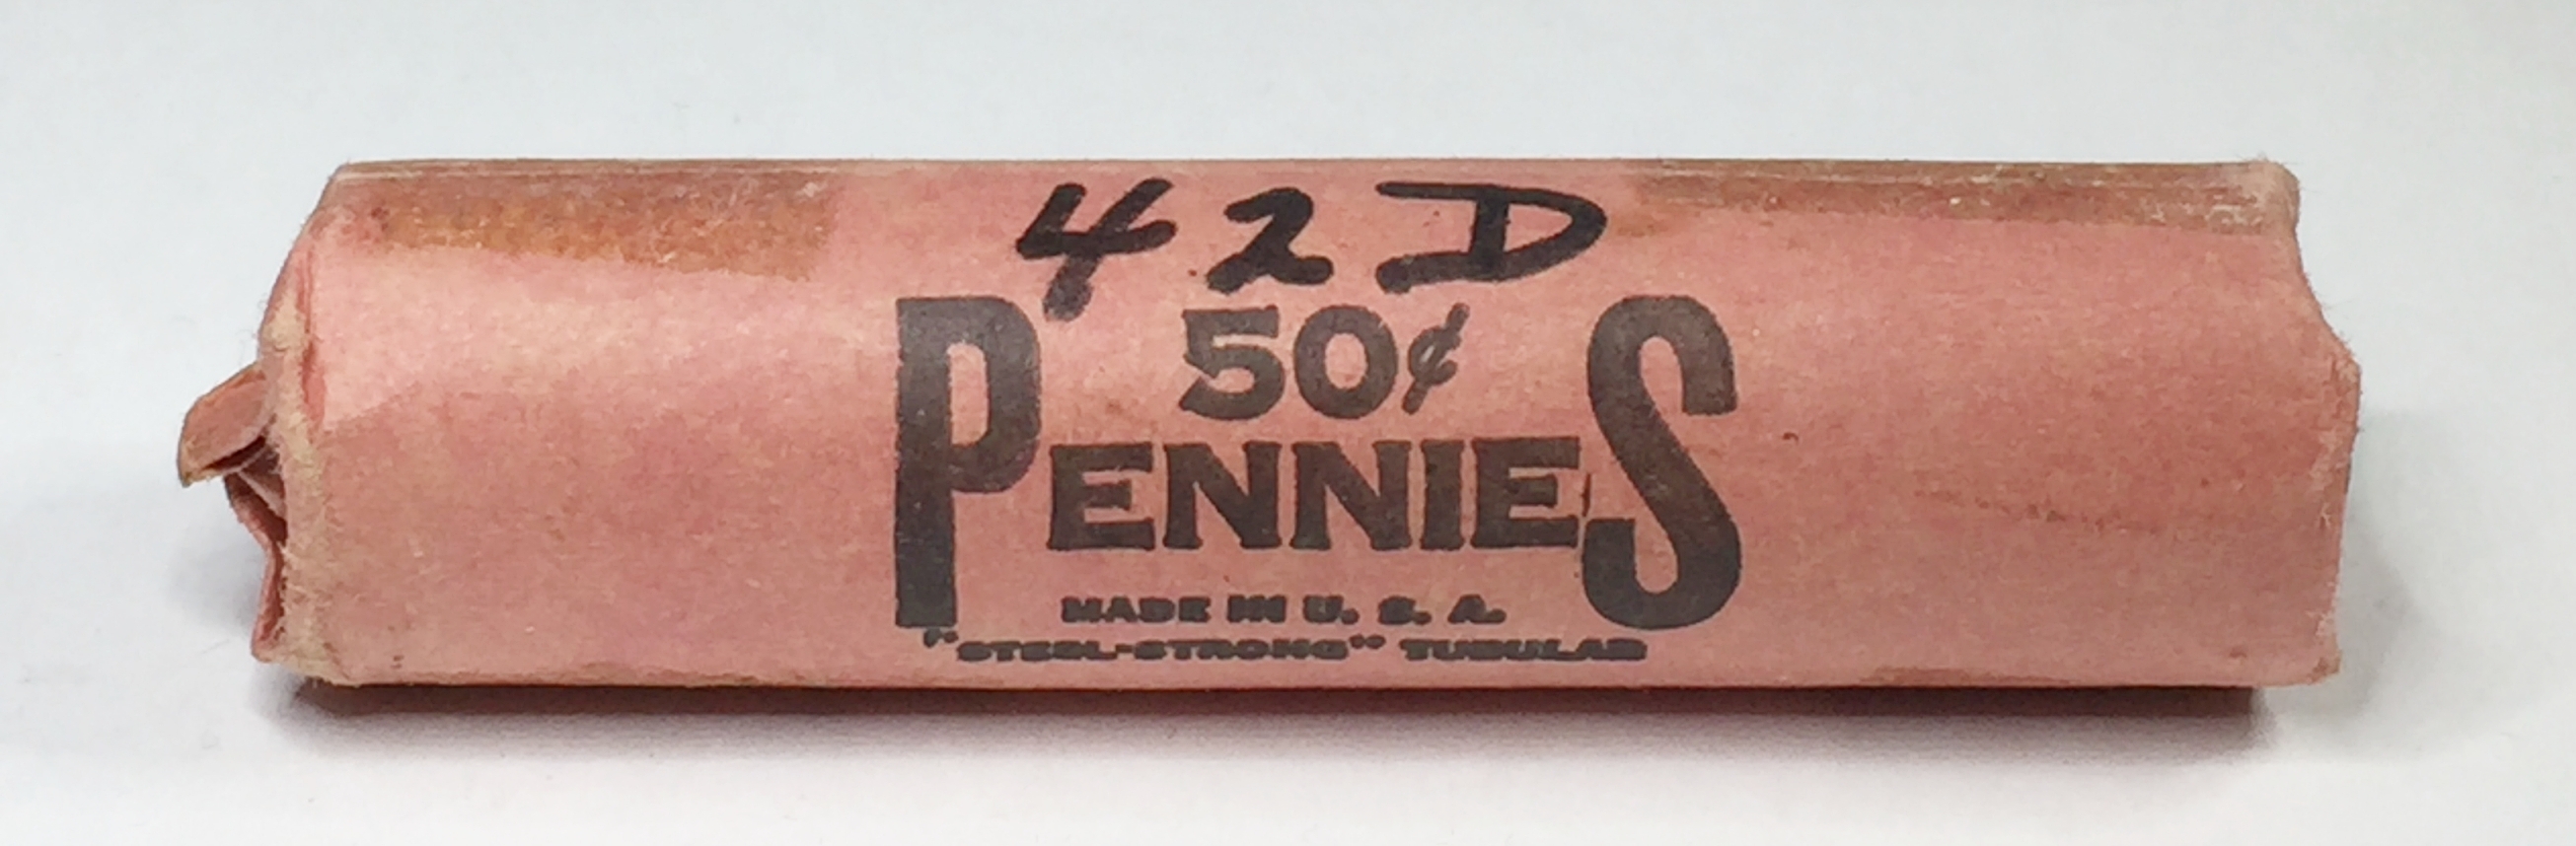 42D
50¢
PENNIES
MADE IN U. S. A.
"STEEL-STRONG" TUBULAR